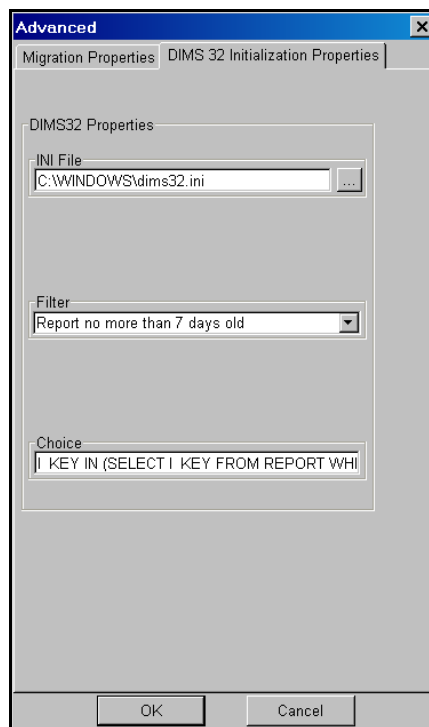 Advanced
Migration Properties DIMS 32 Initialization Properties
DIMS32 Properties
INI File
C:\WINDOWS\dims32.ini ...
Filter
Report no more than 7 days old
Choice
I_KEY IN (SELECT I_KEY FROM REPORT WHI
OK Cancel